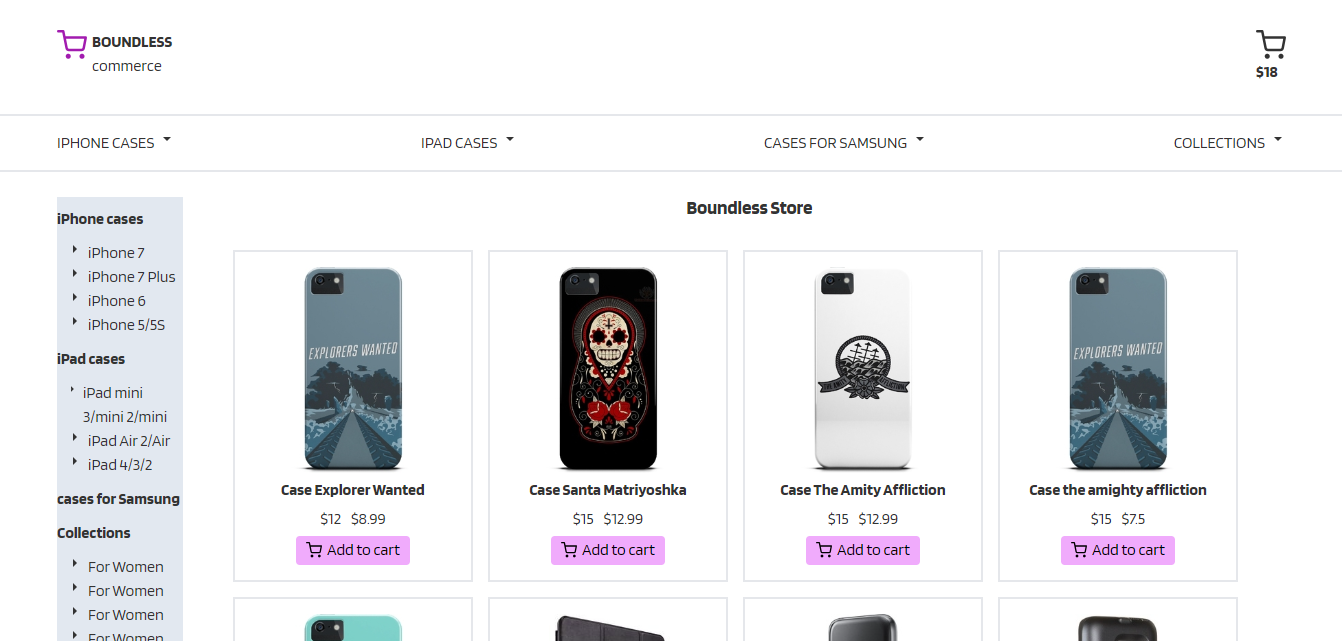 BOUNDLESS
commerce
$18
IPHONE CASES
IPAD CASES
CASES FOR SAMSUNG
COLLECTIONS
iPhone cases
iPhone 7
iPhone 7 Plus
iPhone 6
iPhone 5/5S
iPad cases
iPad mini
3/mini 2/mini
iPad Air 2/Air
iPad 4/3/2
cases for Samsung
Collections
For Women
For Women
For Women
For Women
Boundless Store
EXPLORERS WANTED
Case Explorer Wanted
$12 $8.99
Add to cart
Case Santa Matriyoshka
$15 $12.99
Add to cart
THE AMITY AFFLICTION
Case The Amity Affliction
$15 $12.99
Add to cart
EXPLORERS WANTED
Case the amighty affliction
$15 $7.5
Add to cart